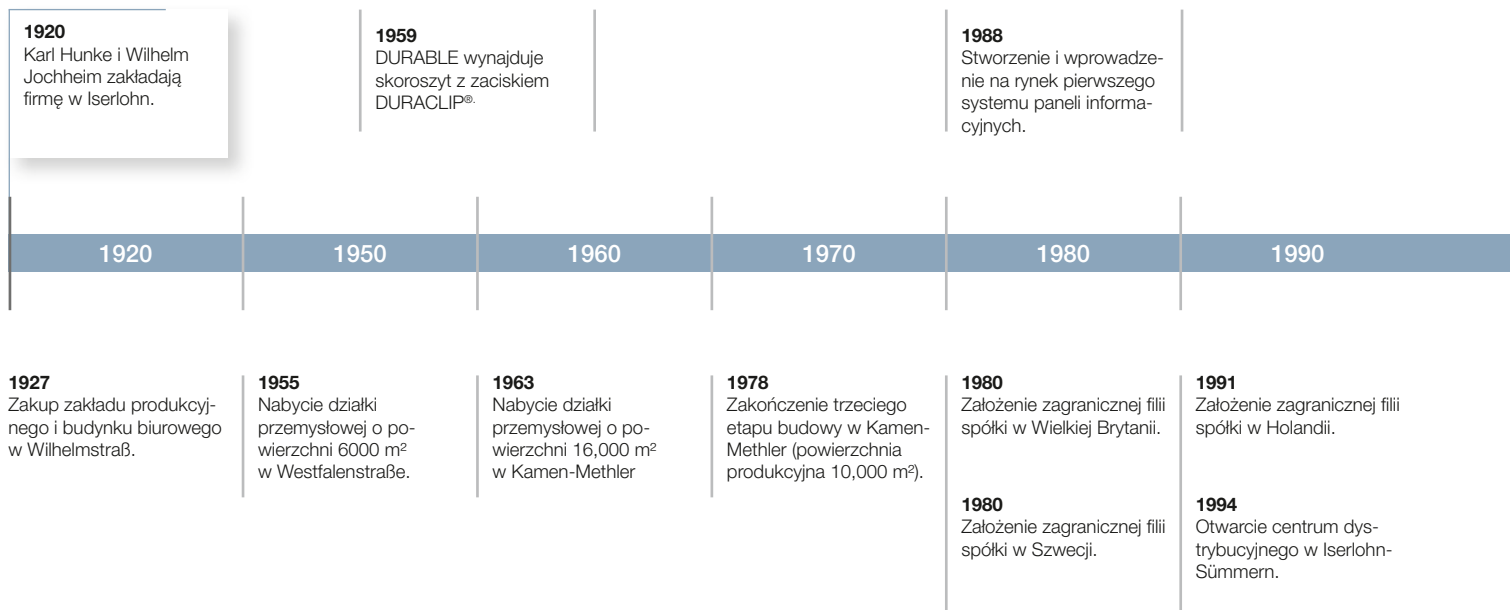 1920
Karl Hunke i Wilhelm
Jochheim zakładają
firmę w Iserlohn.
1959
DURABLE wynajduje
skoroszyt z zaciskiem
DURACLIP®.
1988
Stworzenie i wprowadze-
nie na rynek pierwszego
systemu paneli informa-
cyjnych.
1920
1950
1960
1970
1980
1990
1927
Zakup zakładu produkcyj-
nego i budynku biurowego
w Wilhelmstraß.
1955
Nabycie działki
przemysłowej o po-
wierzchni 6000 m²
w Westfalenstraße.
1963
Nabycie działki
przemysłowej o po-
wierzchni 16,000 m²
w Kamen-Methler
1978
Zakończenie trzeciego
etapu budowy w Kamen-
Methler (powierzchnia
produkcyjna 10,000 m²).
1980
Założenie zagranicznej filii
spółki w Wielkiej Brytanii.
1980
Założenie zagranicznej filii
spółki w Szwecji.
1991
Założenie zagranicznej filii
spółki w Holandii.
1994
Otwarcie centrum dys-
trybucyjnego w Iserlohn-
Sümmern.